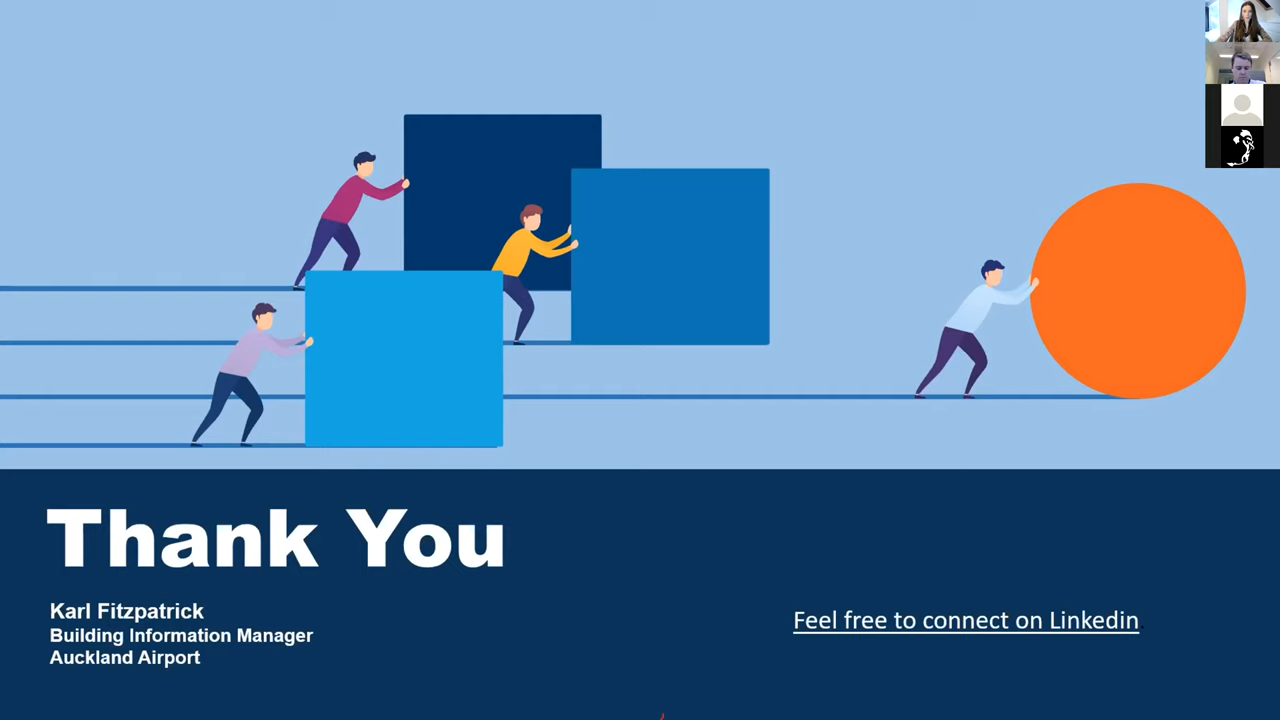 Thank You
Karl Fitzpatrick
Building Information Manager
Auckland Airport
Feel free to connect on Linkedin.